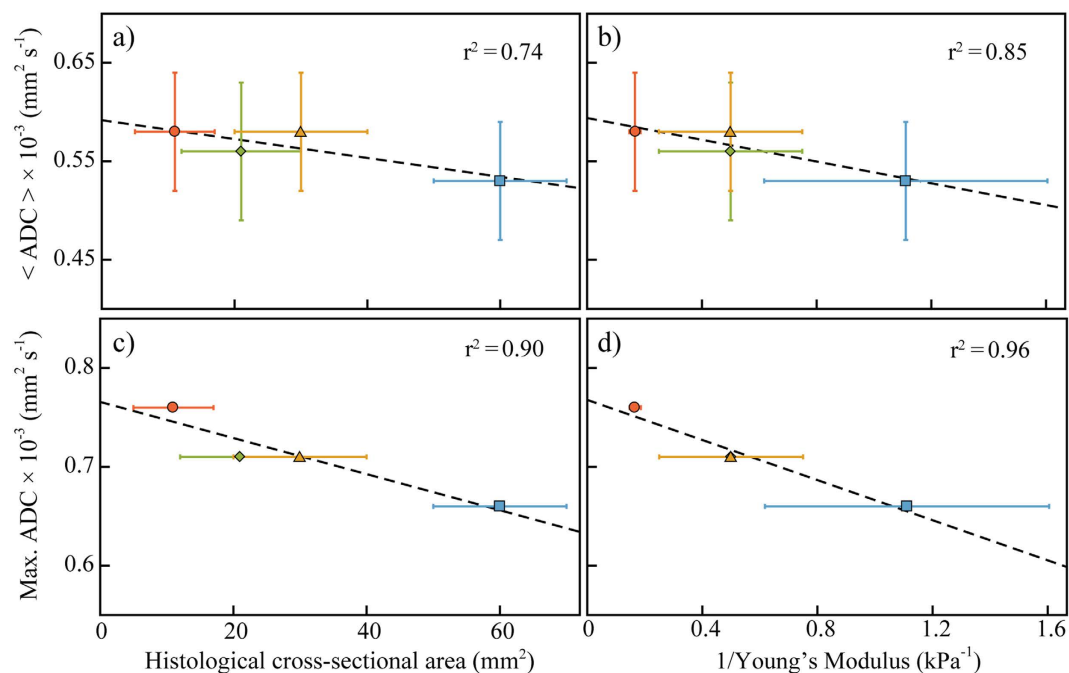 a)
r² = 0.74
b)
r² = 0.85
0.65
0.55
0.45
< ADC > × 10⁻³ (mm² s⁻¹)
c)
r² = 0.90
d)
r² = 0.96
0.8
0.7
0.6
Max. ADC × 10⁻³ (mm² s⁻¹)
0 20 40 60
0 0.4 0.8 1.2 1.6
Histological cross-sectional area (mm²)
1/Young's Modulus (kPa⁻¹)